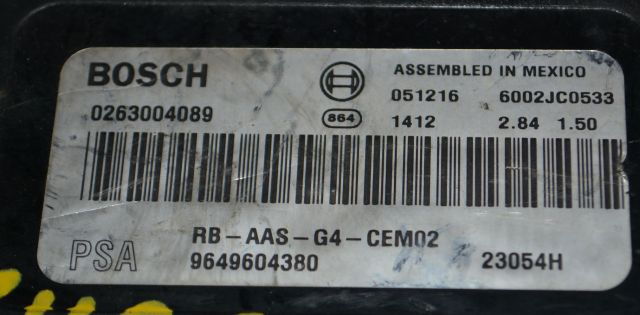 BOSCH
ASSEMBLED IN MEXICO
051216 6002JC0533
0263004089
864
1412 2.84 1.50
RB-AAS-G4-CEM02
PSA
9649604380
23054H